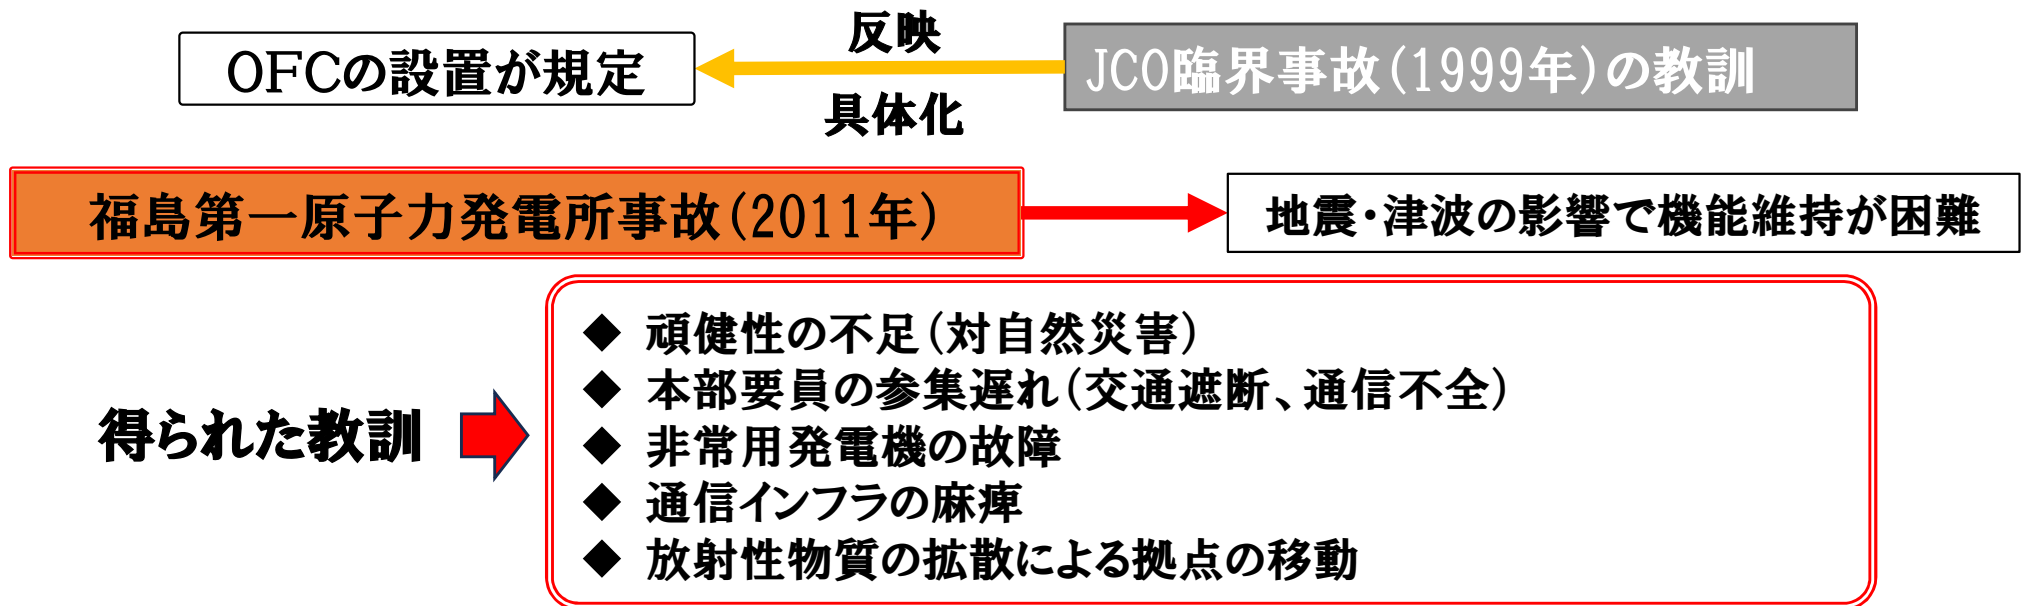 反映
OFCの設置が規定
JCO臨界事故(1999年)の教訓
具体化
福島第一原子力発電所事故(2011年)
地震・津波の影響で機能維持が困難
得られた教訓
◆ 頑健性の不足(対自然災害)
◆ 本部要員の参集遅れ(交通遮断、通信不全)
◆ 非常用発電機の故障
◆ 通信インフラの麻痺
◆ 放射性物質の拡散による拠点の移動